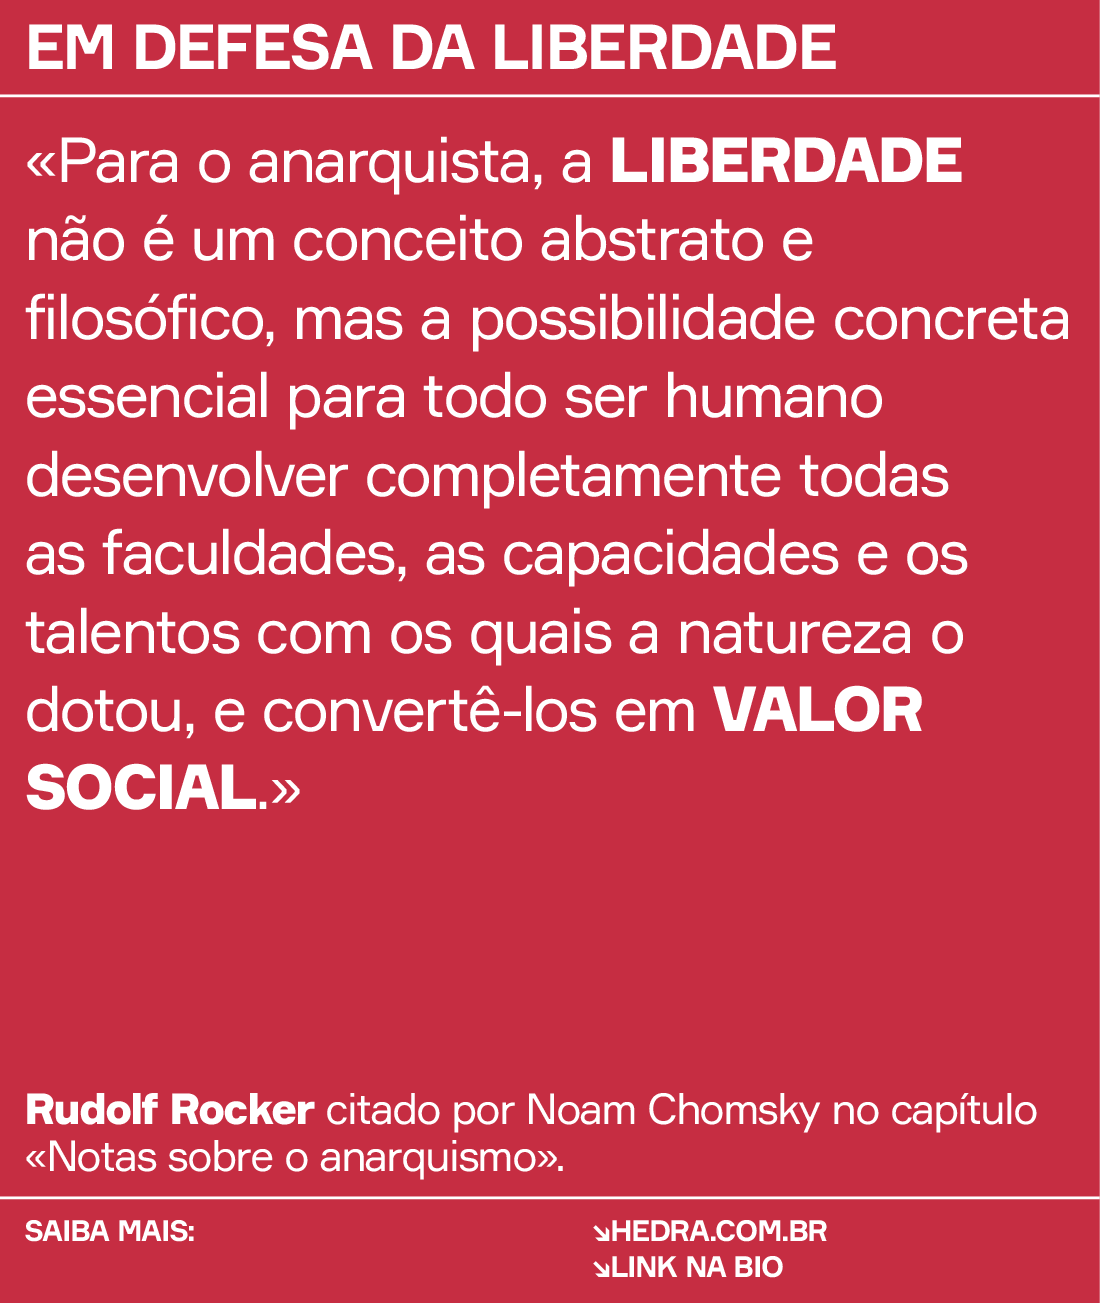 EM DEFESA DA LIBERDADE
«Para o anarquista, a LIBERDADE
não é um conceito abstrato e
filosófico, mas a possibilidade concreta
essencial para todo ser humano
desenvolver completamente todas
as faculdades, as capacidades e os
talentos com os quais a natureza o
dotou, e convertê-los em VALOR
SOCIAL.»
Rudolf Rocker citado por Noam Chomsky no capítulo
«Notas sobre o anarquismo».
SAIBA MAIS:
↘HEDRA.COM.BR
↘LINK NA BIO